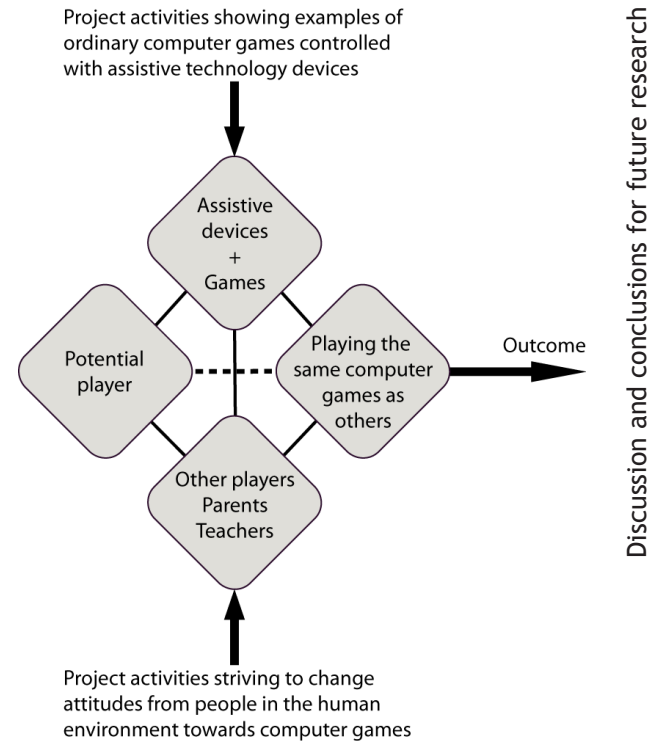 Project activities showing examples of
ordinary computer games controlled
with assistive technology devices
Assistive
devices
+
Games
Potential
player
Playing the
same computer
games as
others
Outcome
Other players
Parents
Teachers
Project activities striving to change
attitudes from people in the human
environment towards computer games
Discussion and conclusions for future research